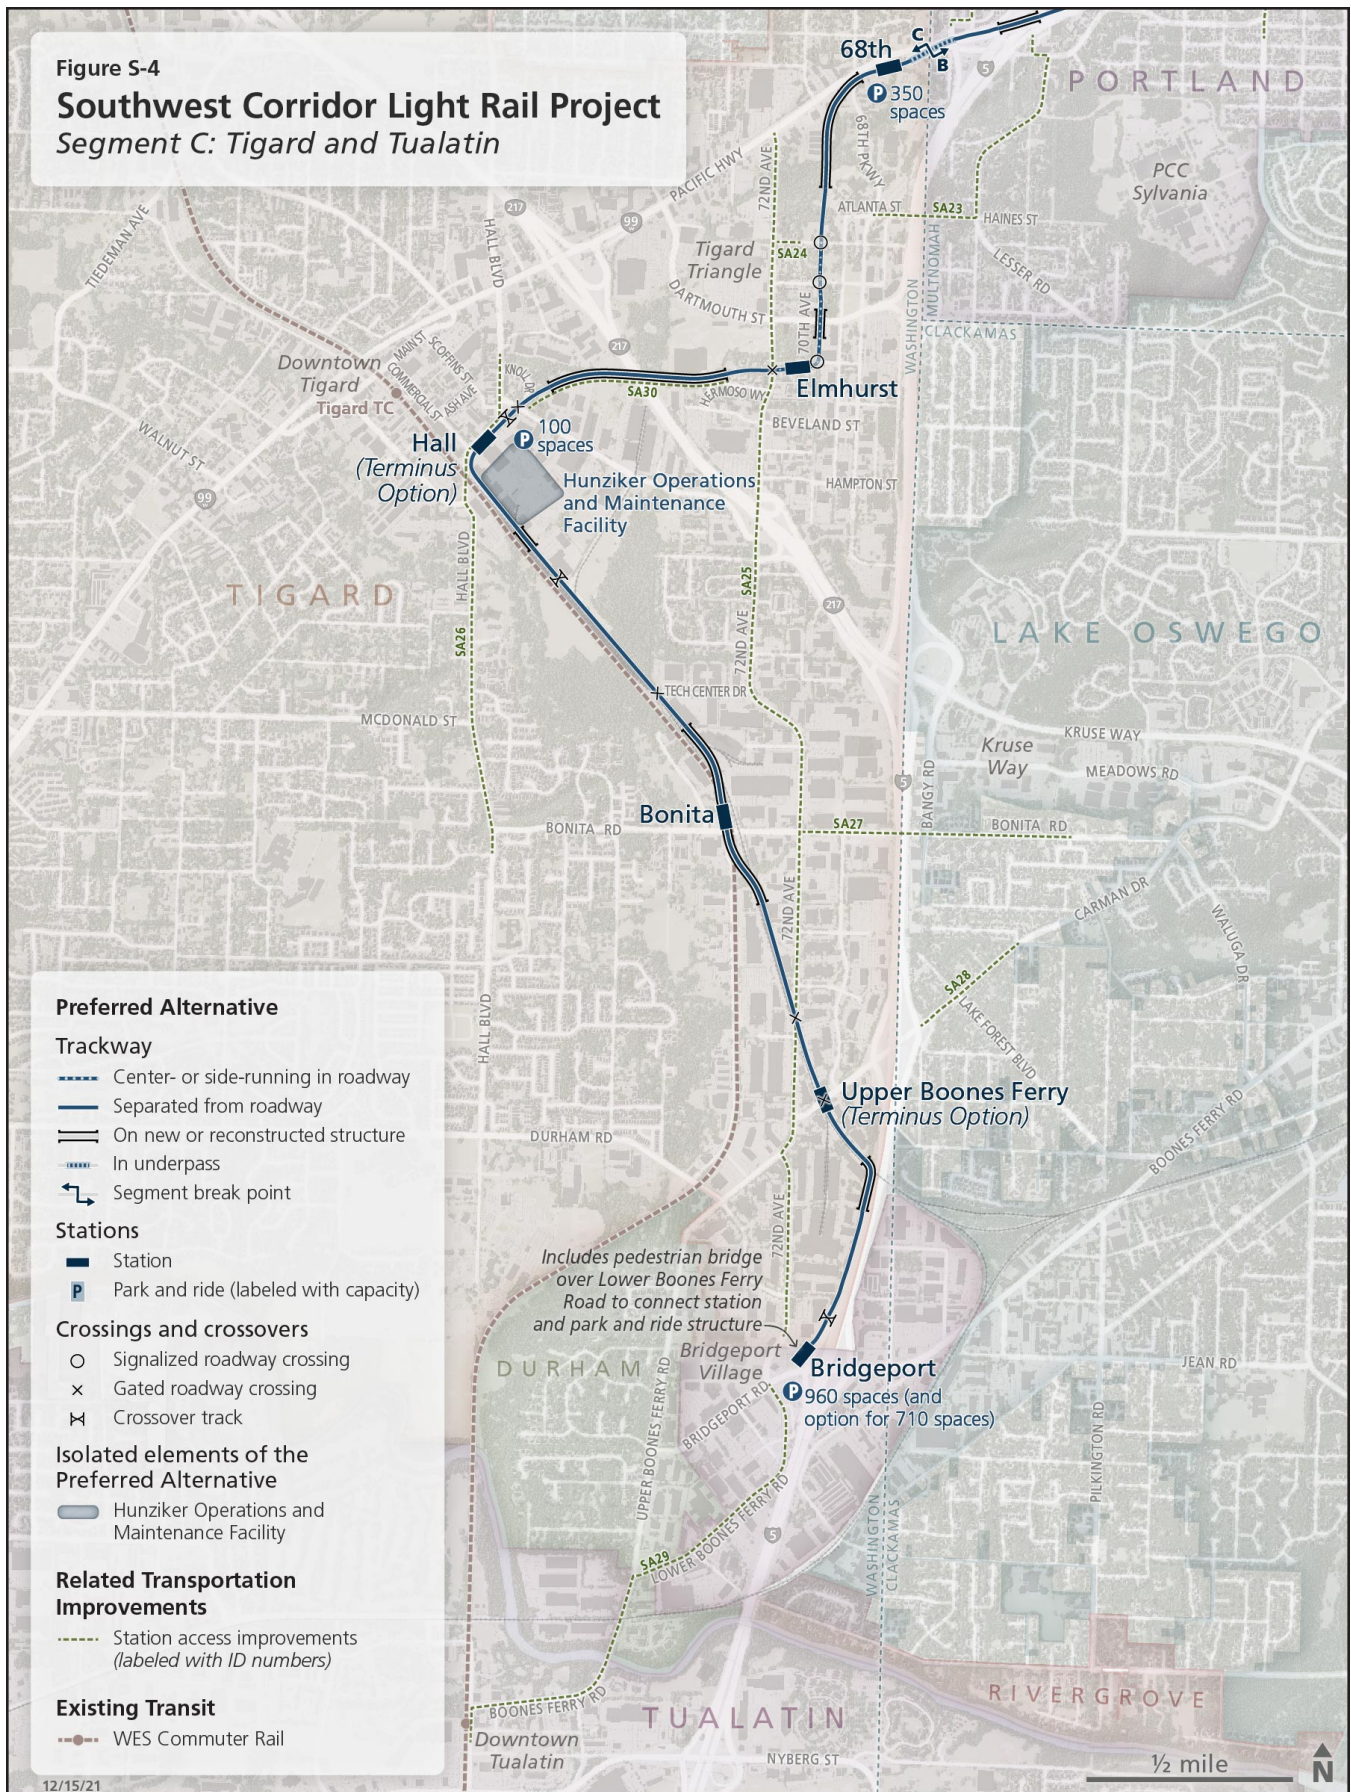 Figure S-4
Southwest Corridor Light Rail Project
Segment C: Tigard and Tualatin
68th
C
B
P 350
spaces
5
PORTLAND
PCC
Sylvania
PACIFIC HWY
72ND AVE
68TH PKWY
ATLANTA ST
SA23
HAINES ST
TIEDEMAN AVE
217
99
HALL BLVD
Tigard
Triangle
SA24
LESSER RD
WASHINGTON
MULTNOMAH
CLACKAMAS
DARTMOUTH ST
70TH AVE
217
Downtown
Tigard
Tigard TC
MAIN ST
SCOFFINS ST
COMMERCIAL ST
ASH AVE
KNOLL DR
SA30
HERMOSO WY
Elmhurst
BEVELAND ST
WALNUT ST
Hall
(Terminus
Option)
P 100
spaces
99
Hunziker Operations
and Maintenance
Facility
HAMPTON ST
HALL BLVD
TIGARD
SA25
217
SA26
72ND AVE
LAKE OSWEGO
TECH CENTER DR
MCDONALD ST
KRUSE WAY
Kruse
Way
MEADOWS RD
5
BANGY RD
Bonita
BONITA RD
SA27
BONITA RD
72ND AVE
CARMAN DR
WALUGA DR
SA28
LAKE FOREST BLVD
HALL BLVD
Upper Boones Ferry
(Terminus Option)
DURHAM RD
BOONES FERRY RD
72ND AVE
Includes pedestrian bridge
over Lower Boones Ferry
Road to connect station
and park and ride structure
Bridgeport
Village
DURHAM
Bridgeport
P 960 spaces (and
option for 710 spaces)
JEAN RD
UPPER BOONES FERRY RD
BRIDGEPORT RD
PILKINGTON RD
WASHINGTON
CLACKAMAS
5
SA29
LOWER BOONES FERRY RD
RIVERGROVE
BOONES FERRY RD
TUALATIN
Downtown
Tualatin
NYBERG ST
½ mile
N
Preferred Alternative
Trackway
Center- or side-running in roadway
Separated from roadway
On new or reconstructed structure
In underpass
Segment break point
Stations
Station
P Park and ride (labeled with capacity)
Crossings and crossovers
Signalized roadway crossing
Gated roadway crossing
Crossover track
Isolated elements of the
Preferred Alternative
Hunziker Operations and
Maintenance Facility
Related Transportation
Improvements
Station access improvements
(labeled with ID numbers)
Existing Transit
WES Commuter Rail
12/15/21